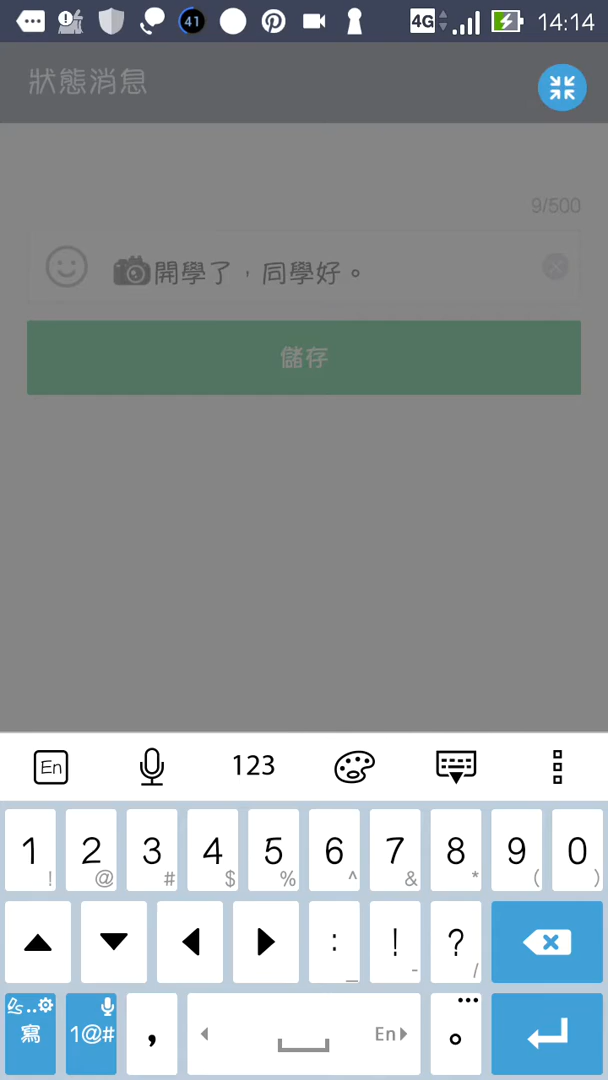 41 4G 14:14
狀態消息
9/500
開學了，同學好。
儲存
En 123
1 ! 2 @ 3 # 4 $ 5 % 6 ^ 7 & 8 * 9 ( 0 )
: _ ! - ? /
寫 1@# , En 。